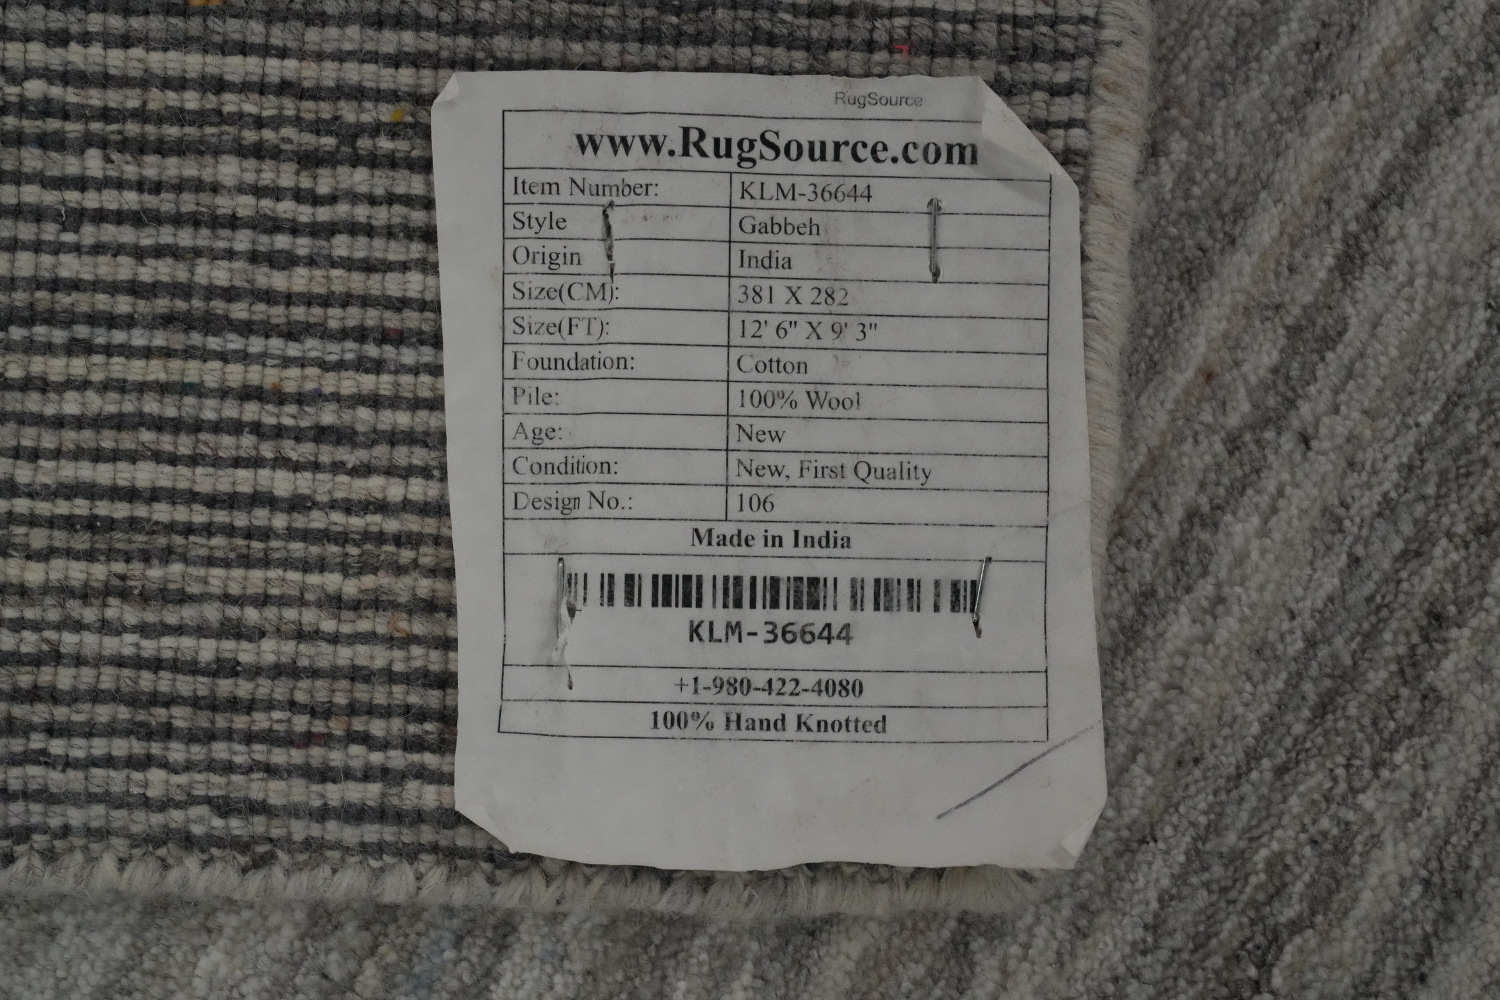 RugSource
www.RugSource.com
Item Number: KLM-36644
Style Gabbeh
Origin India
Size(CM): 381 X 282
Size(FT): 12' 6" X 9' 3"
Foundation: Cotton
Pile: 100% Wool
Age: New
Condition: New, First Quality
Design No.: 106
Made in India
KLM-36644
+1-980-422-4080
100% Hand Knotted